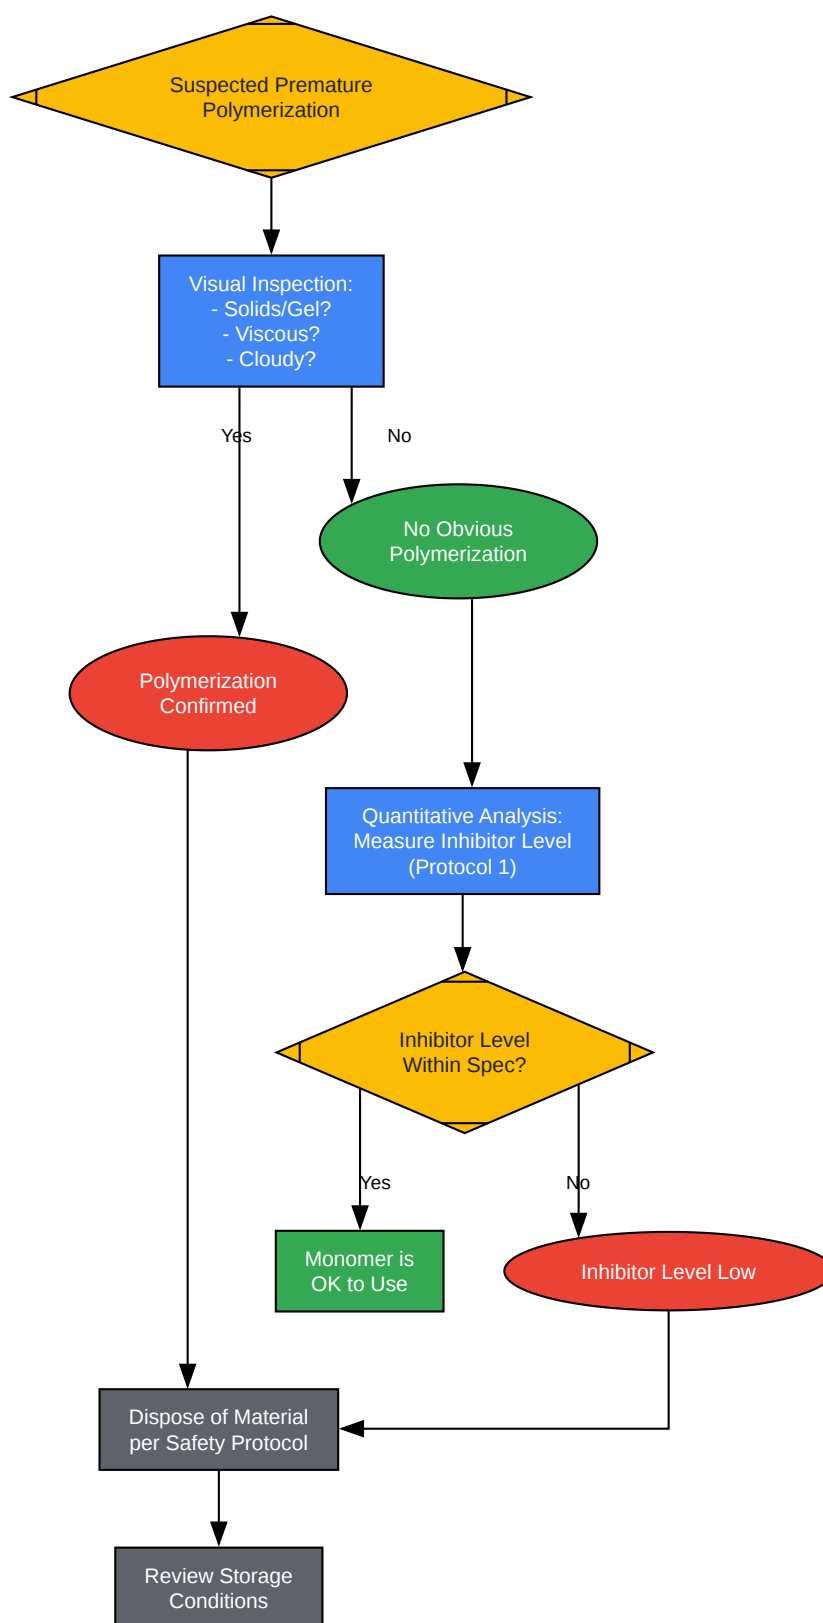 Suspected Premature
Polymerization
Visual Inspection:
- Solids/Gel?
- Viscous?
- Cloudy?
Yes
No
No Obvious
Polymerization
Polymerization
Confirmed
Quantitative Analysis:
Measure Inhibitor Level
(Protocol 1)
Inhibitor Level
Within Spec?
Yes
No
Monomer is
OK to Use
Inhibitor Level Low
Dispose of Material
per Safety Protocol
Review Storage
Conditions